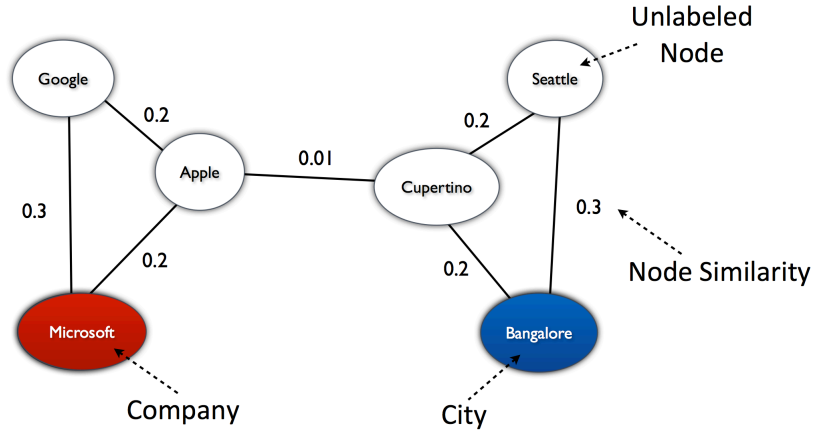 Unlabeled
Node
Google
Seattle
0.2
0.2
Apple
0.01
Cupertino
0.3
0.3
0.2
0.2
Node Similarity
Microsoft
Bangalore
Company
City